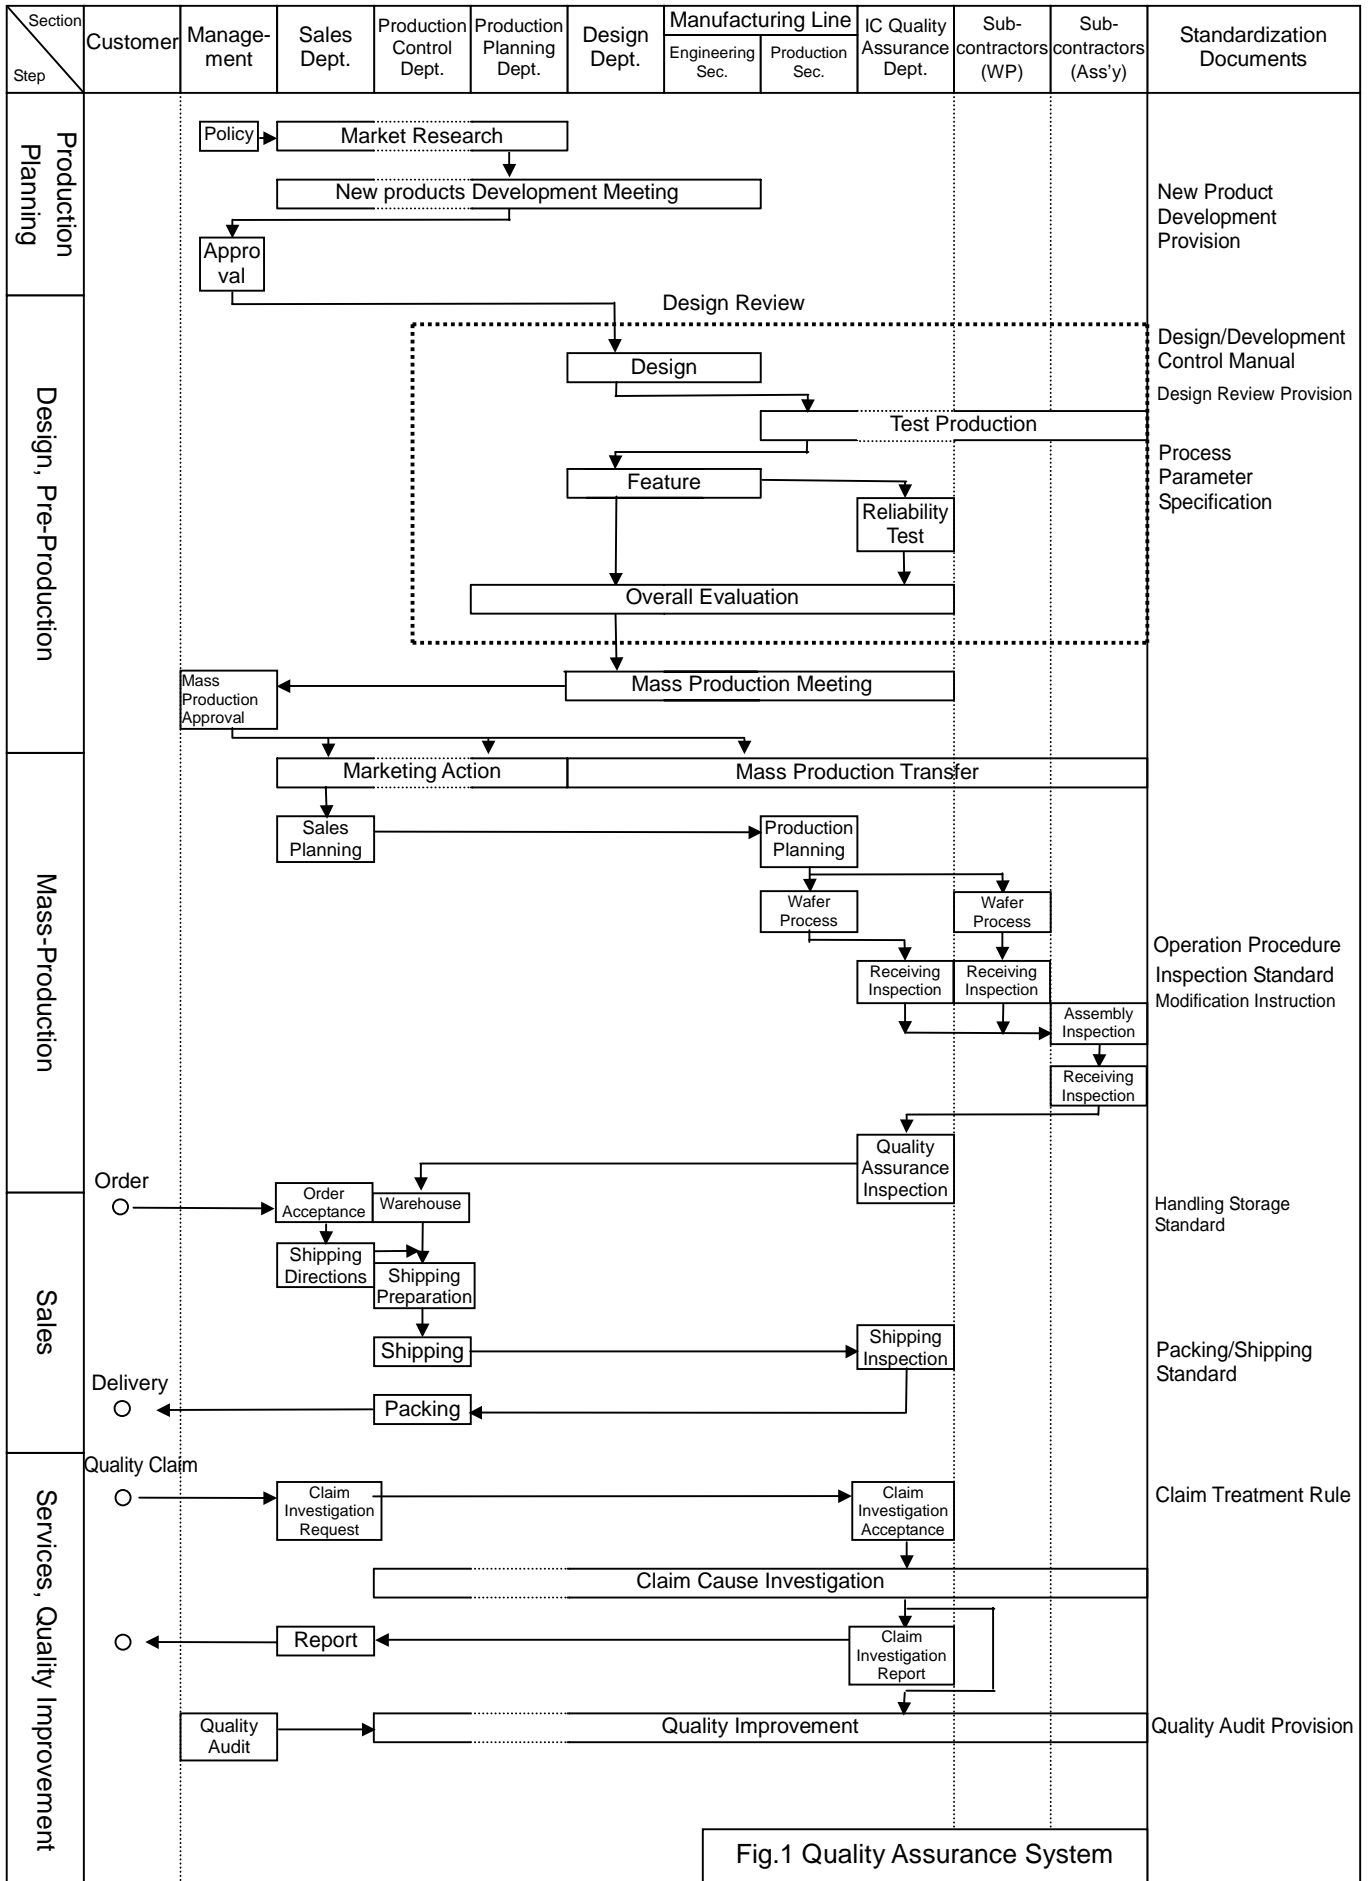 Section
Step
Customer
Manage-
ment
Sales
Dept.
Production
Control
Dept.
Production
Planning
Dept.
Design
Dept.
Manufacturing Line
Engineering
Sec.
Production
Sec.
IC Quality
Assurance
Dept.
Sub-
contractors
(WP)
Sub-
contractors
(Ass'y)
Standardization
Documents
Production
Planning
Policy
Market Research
New products Development Meeting
New Product
Development
Provision
Appro
val
Design, Pre-Production
Design Review
Design/Development
Control Manual
Design
Design Review Provision
Test Production
Process
Parameter
Specification
Feature
Reliability
Test
Overall Evaluation
Mass
Production
Approval
Mass Production Meeting
Mass-Production
Marketing Action
Mass Production Transfer
Sales
Planning
Production
Planning
Wafer
Process
Wafer
Process
Operation Procedure
Receiving
Inspection
Receiving
Inspection
Inspection Standard
Modification Instruction
Assembly
Inspection
Receiving
Inspection
Quality
Assurance
Inspection
Order
Sales
Order
Acceptance
Warehouse
Handling Storage
Standard
Shipping
Directions
Shipping
Preparation
Shipping
Shipping
Inspection
Packing/Shipping
Standard
Delivery
Packing
Services, Quality Improvement
Quality Claim
Claim
Investigation
Request
Claim
Investigation
Acceptance
Claim Treatment Rule
Claim Cause Investigation
Report
Claim
Investigation
Report
Quality
Audit
Quality Improvement
Quality Audit Provision
Fig.1 Quality Assurance System